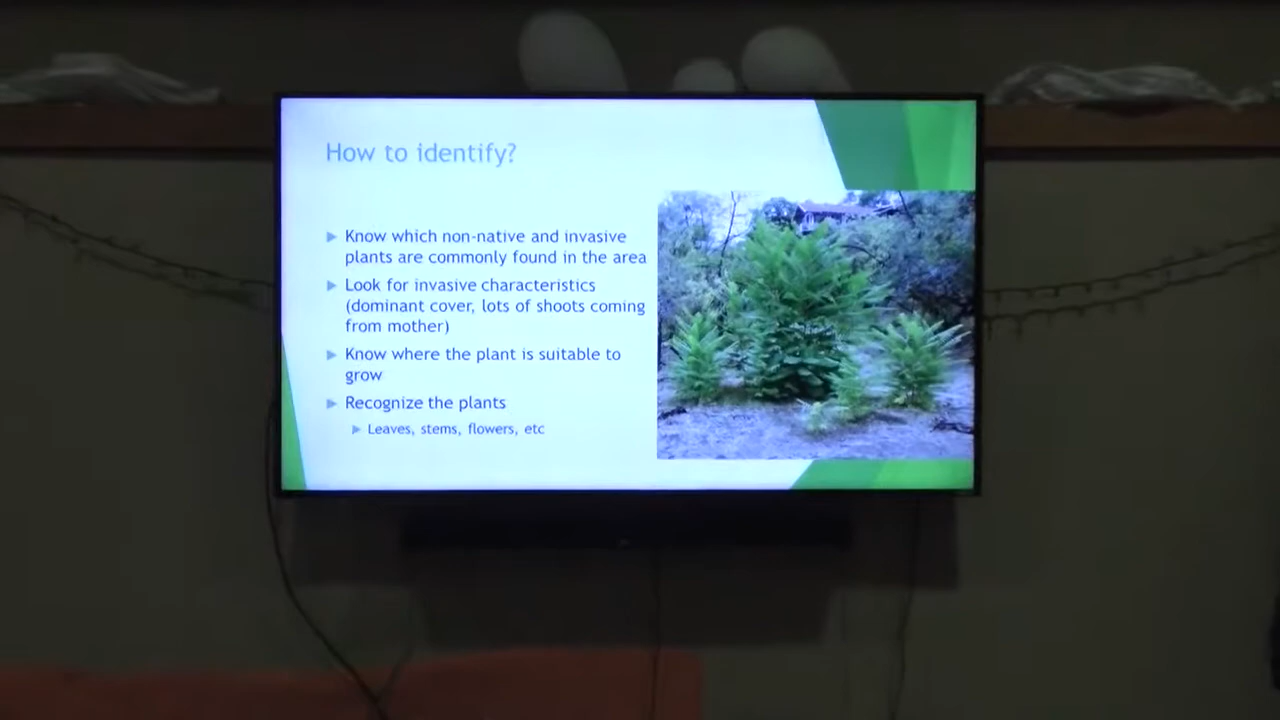 How to identify?
Know which non-native and invasive
plants are commonly found in the area
Look for invasive characteristics
(dominant cover, lots of shoots coming
from mother)
Know where the plant is suitable to
grow
Recognize the plants
Leaves, stems, flowers, etc